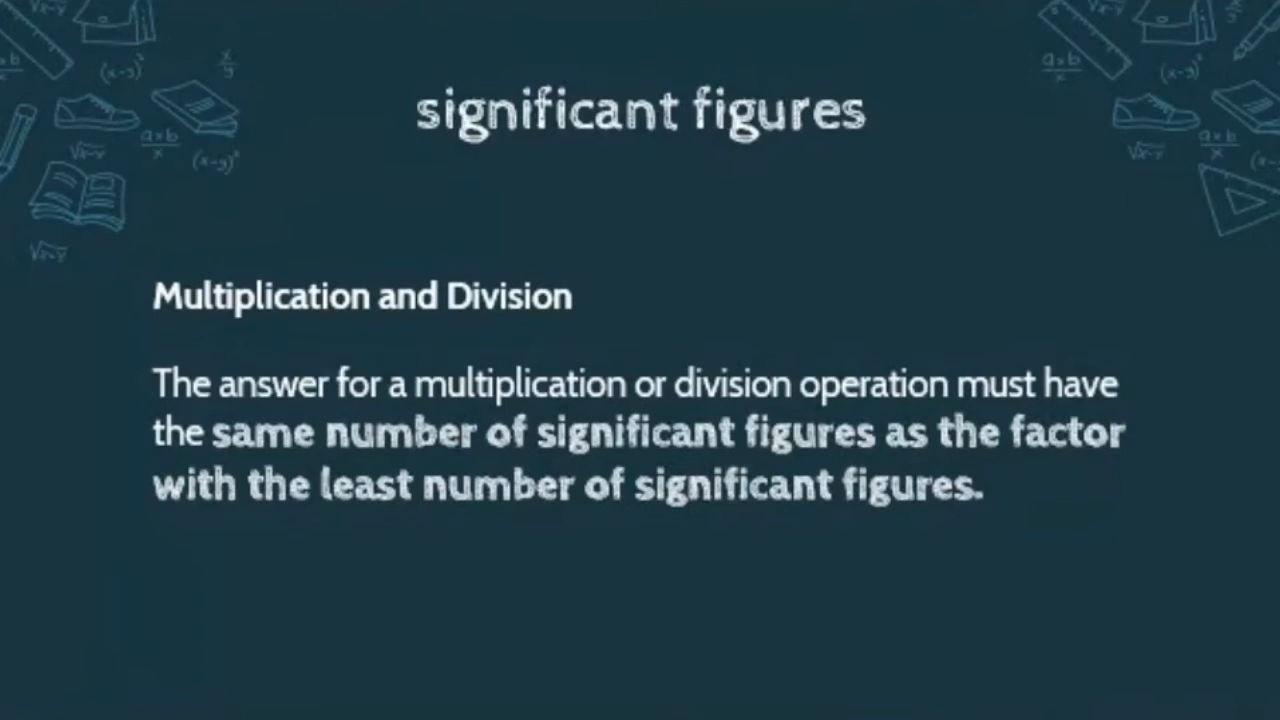 significant figures
Multiplication and Division
The answer for a multiplication or division operation must have
the same number of significant figures as the factor
with the least number of significant figures.